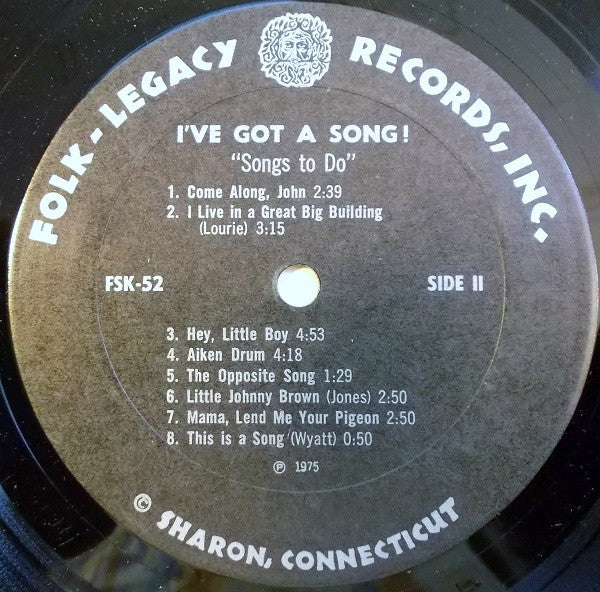 FOLK-LEGACY RECORDS, INC.
I'VE GOT A SONG!
"Songs to Do"
1. Come Along, John 2:39
2. I Live in a Great Big Building
(Lourie) 3:15
FSK-52
SIDE II
3. Hey, Little Boy 4:53
4. Aiken Drum 4:18
5. The Opposite Song 1:29
6. Little Johnny Brown (Jones) 2:50
7. Mama, Lend Me Your Pigeon 2:50
8. This is a Song (Wyatt) 0:50
℗ 1975
© SHARON, CONNECTICUT